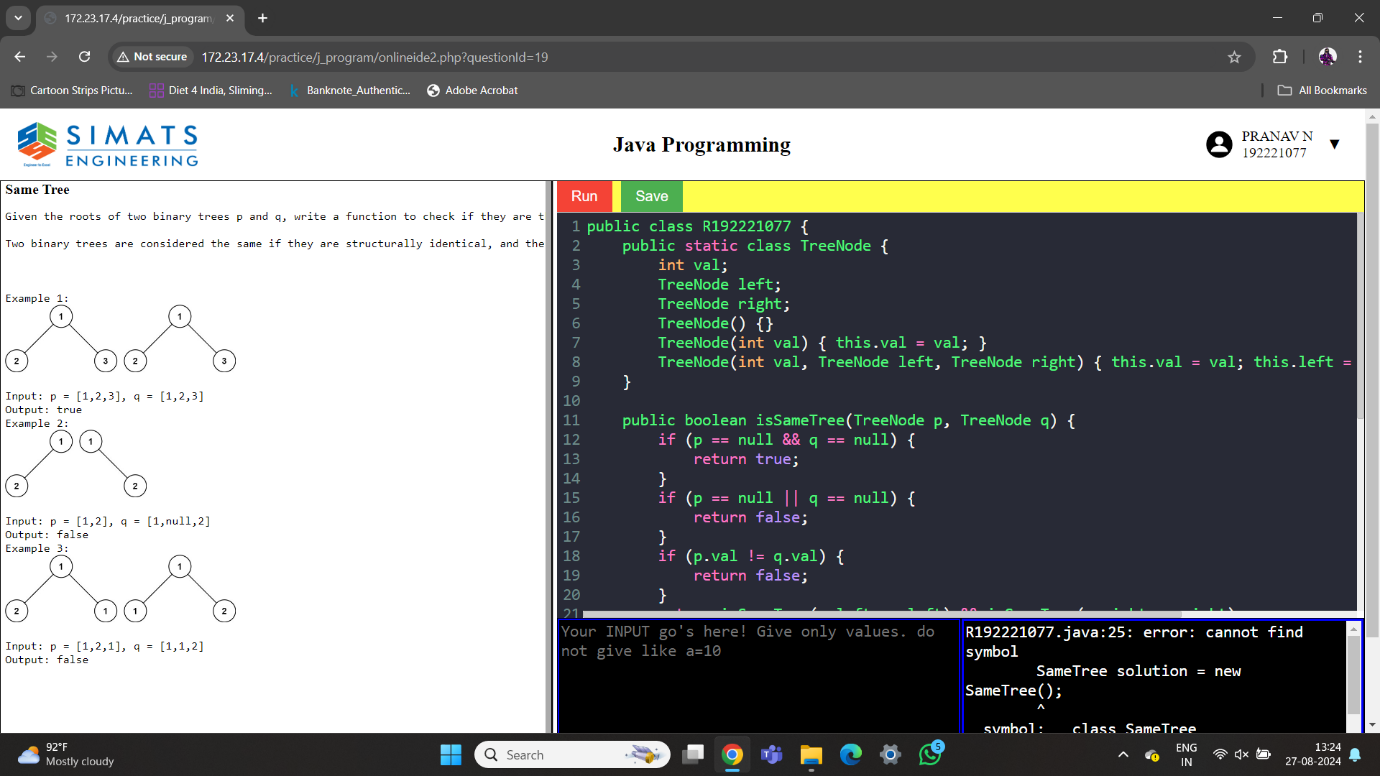 172.23.17.4/practice/j_program
Not secure
172.23.17.4/practice/j_program/onlineide2.php?questionId=19
Cartoon Strips Pictu...
Diet 4 India, Sliming...
Banknote_Authentic...
Adobe Acrobat
All Bookmarks
SIMATS
ENGINEERING
Java Programming
PRANAV N
192221077
Same Tree
Given the roots of two binary trees p and q, write a function to check if they are t
Two binary trees are considered the same if they are structurally identical, and the
Example 1:
1 1
2 3 2 3
Input: p = [1,2,3], q = [1,2,3]
Output: true
Example 2:
1 1
2 2
Input: p = [1,2], q = [1,null,2]
Output: false
Example 3:
1 1
2 1 1 2
Input: p = [1,2,1], q = [1,1,2]
Output: false
Run
Save
1 public class R192221077 {
2 public static class TreeNode {
3 int val;
4 TreeNode left;
5 TreeNode right;
6 TreeNode() {}
7 TreeNode(int val) { this.val = val; }
8 TreeNode(int val, TreeNode left, TreeNode right) { this.val = val; this.left =
9 }
10
11 public boolean isSameTree(TreeNode p, TreeNode q) {
12 if (p == null && q == null) {
13 return true;
14 }
15 if (p == null || q == null) {
16 return false;
17 }
18 if (p.val != q.val) {
19 return false;
20 }
21
Your INPUT go's here! Give only values. do
not give like a=10
R192221077.java:25: error: cannot find
symbol
SameTree solution = new
SameTree();
^
symbol: class SameTree
92°F
Mostly cloudy
Search
5
ENG
IN
13:24
27-08-2024